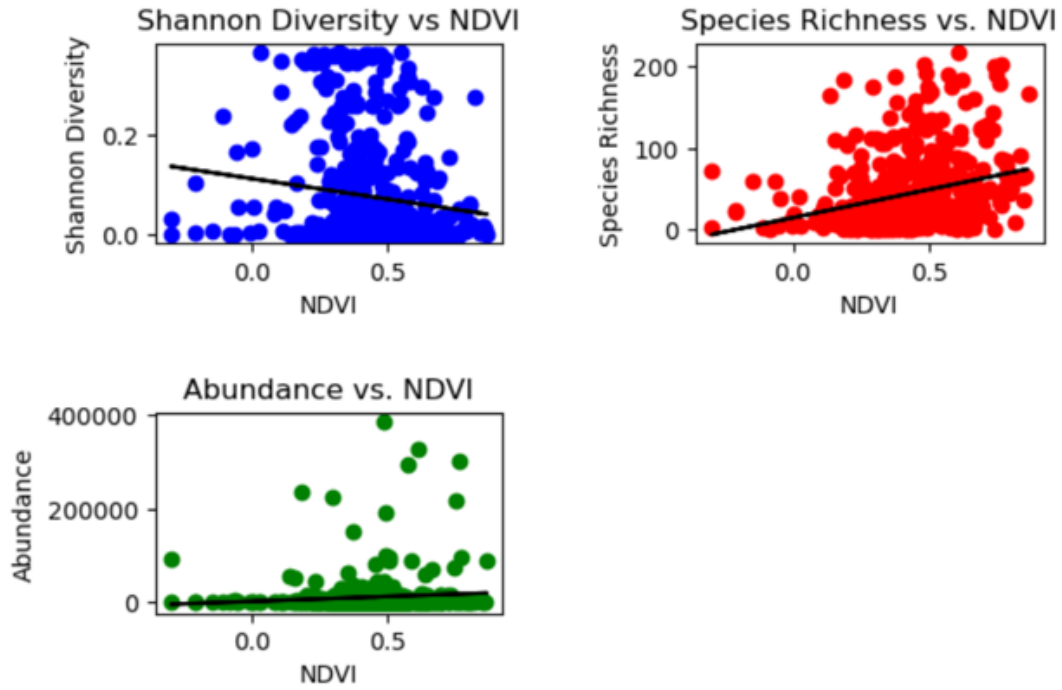 Shannon Diversity vs NDVI
Shannon Diversity
0.2
0.0
0.0
0.5
NDVI
Species Richness vs. NDVI
Species Richness
200
100
0
0.0
0.5
NDVI
Abundance vs. NDVI
Abundance
400000
200000
0
0.0
0.5
NDVI